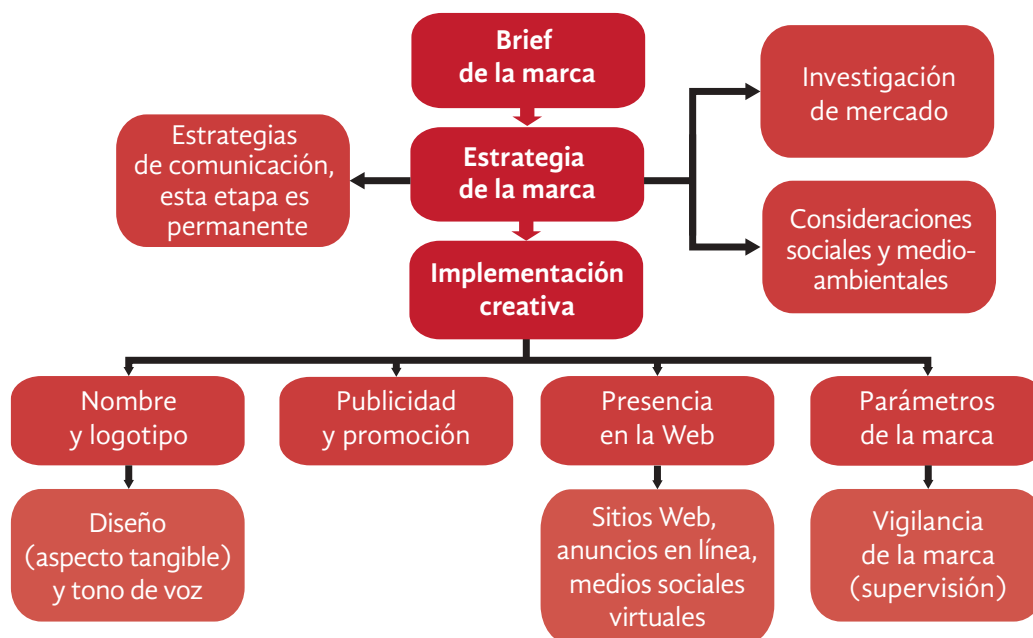 Brief
de la marca
Investigación
de mercado
Estrategias
de comunicación,
esta etapa es
permanente
Estrategia
de la marca
Consideraciones
sociales y medio-
ambientales
Implementación
creativa
Nombre
y logotipo
Publicidad
y promoción
Presencia
en la Web
Parámetros
de la marca
Diseño
(aspecto tangible)
y tono de voz
Sitios Web,
anuncios en línea,
medios sociales
virtuales
Vigilancia
de la marca
(supervisión)